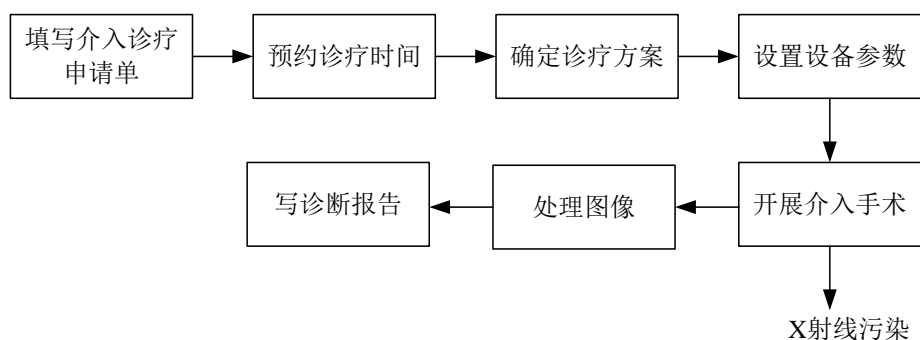 填写介入诊疗
申请单
预约诊疗时间
确定诊疗方案
设置设备参数
开展介入手术
处理图像
写诊断报告
X射线污染